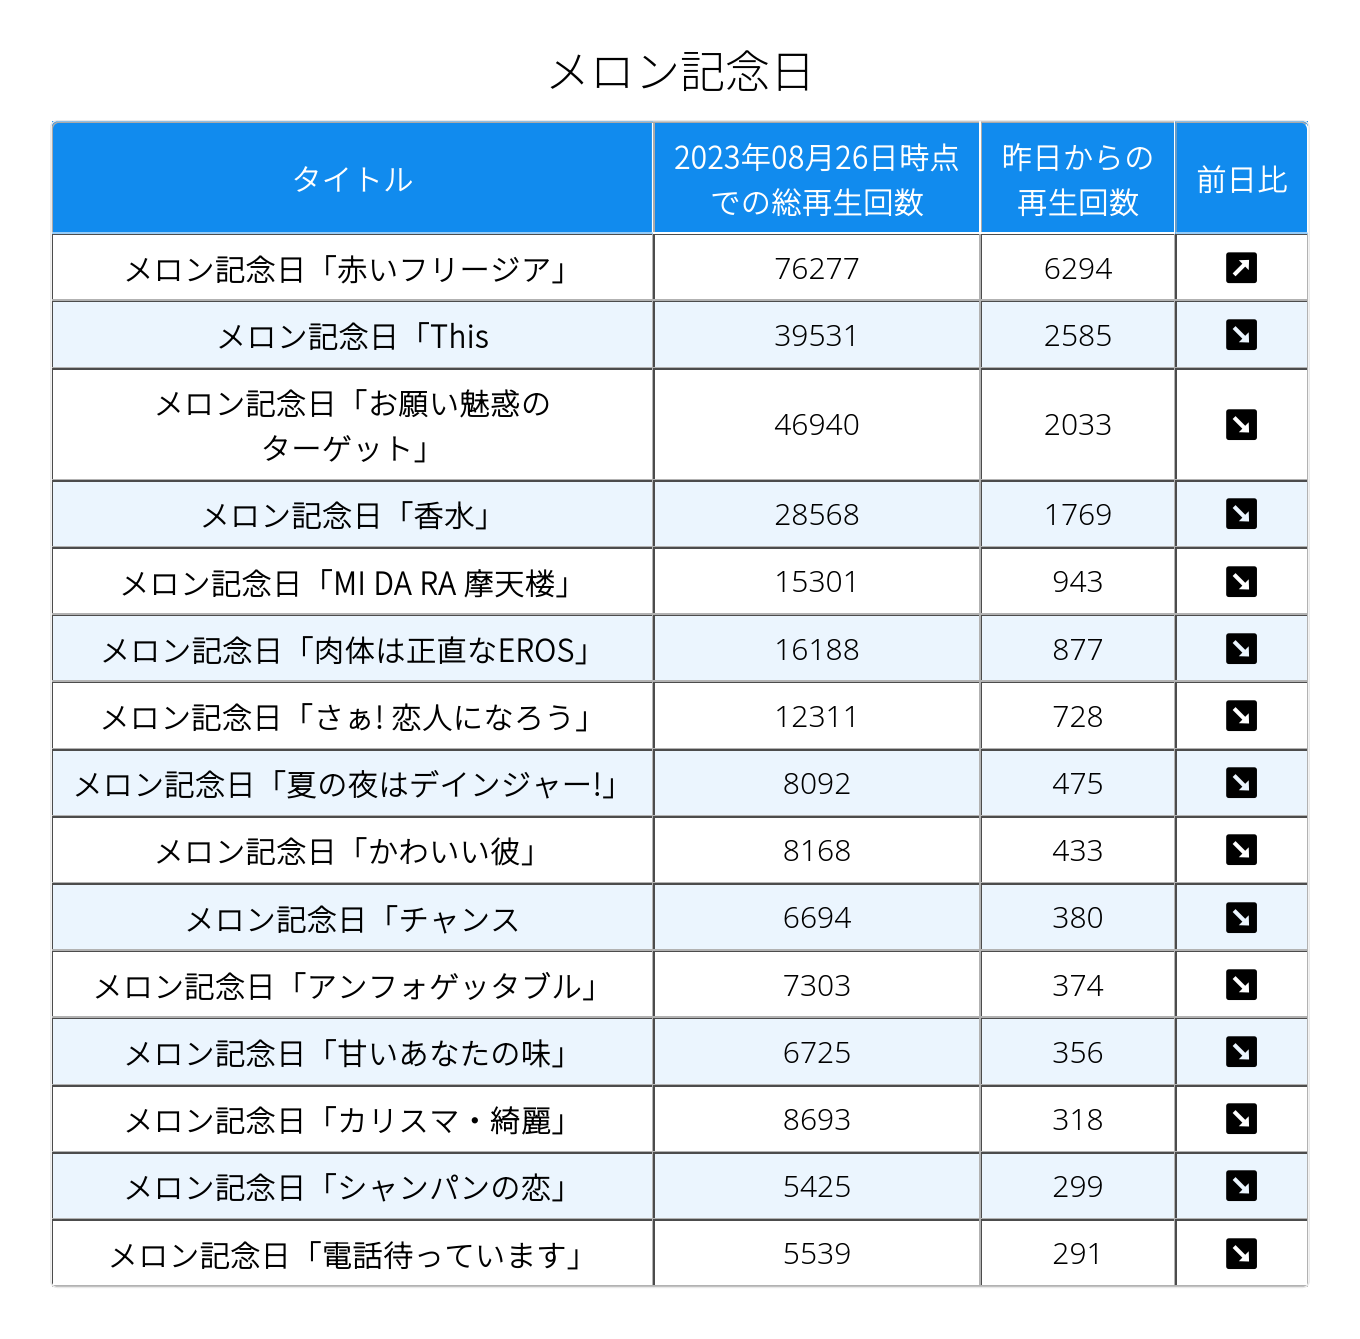 メロン記念日
タイトル
2023年08月26日時点
での総再生回数
昨日からの
再生回数
前日比
メロン記念日「赤いフリージア」 76277 6294
メロン記念日「This 39531 2585
メロン記念日「お願い魅惑の
ターゲット」 46940 2033
メロン記念日「香水」 28568 1769
メロン記念日「MI DA RA 摩天楼」 15301 943
メロン記念日「肉体は正直なEROS」 16188 877
メロン記念日「さぁ! 恋人になろう」 12311 728
メロン記念日「夏の夜はデインジャー!」 8092 475
メロン記念日「かわいい彼」 8168 433
メロン記念日「チャンス 6694 380
メロン記念日「アンフォゲッタブル」 7303 374
メロン記念日「甘いあなたの味」 6725 356
メロン記念日「カリスマ・綺麗」 8693 318
メロン記念日「シャンパンの恋」 5425 299
メロン記念日「電話待っています」 5539 291